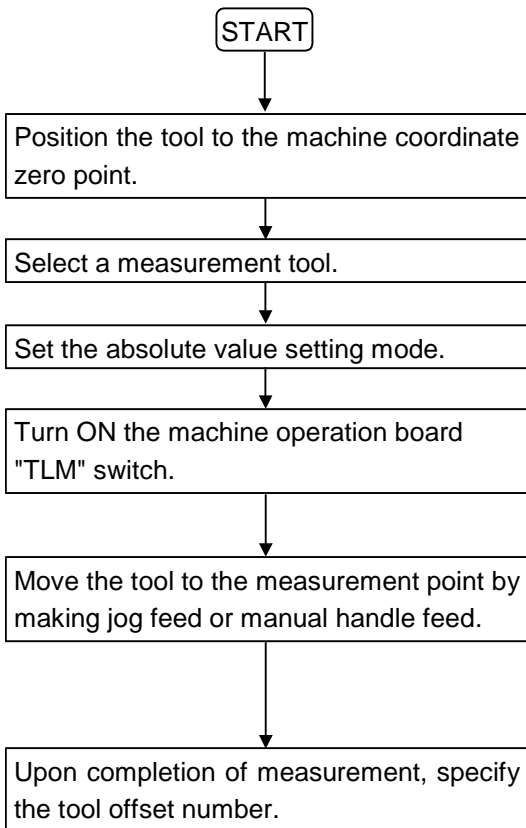 START
Position the tool to the machine coordinate
zero point.
Select a measurement tool.
Set the absolute value setting mode.
Turn ON the machine operation board
"TLM" switch.
Move the tool to the measurement point by
making jog feed or manual handle feed.
Upon completion of measurement, specify
the tool offset number.